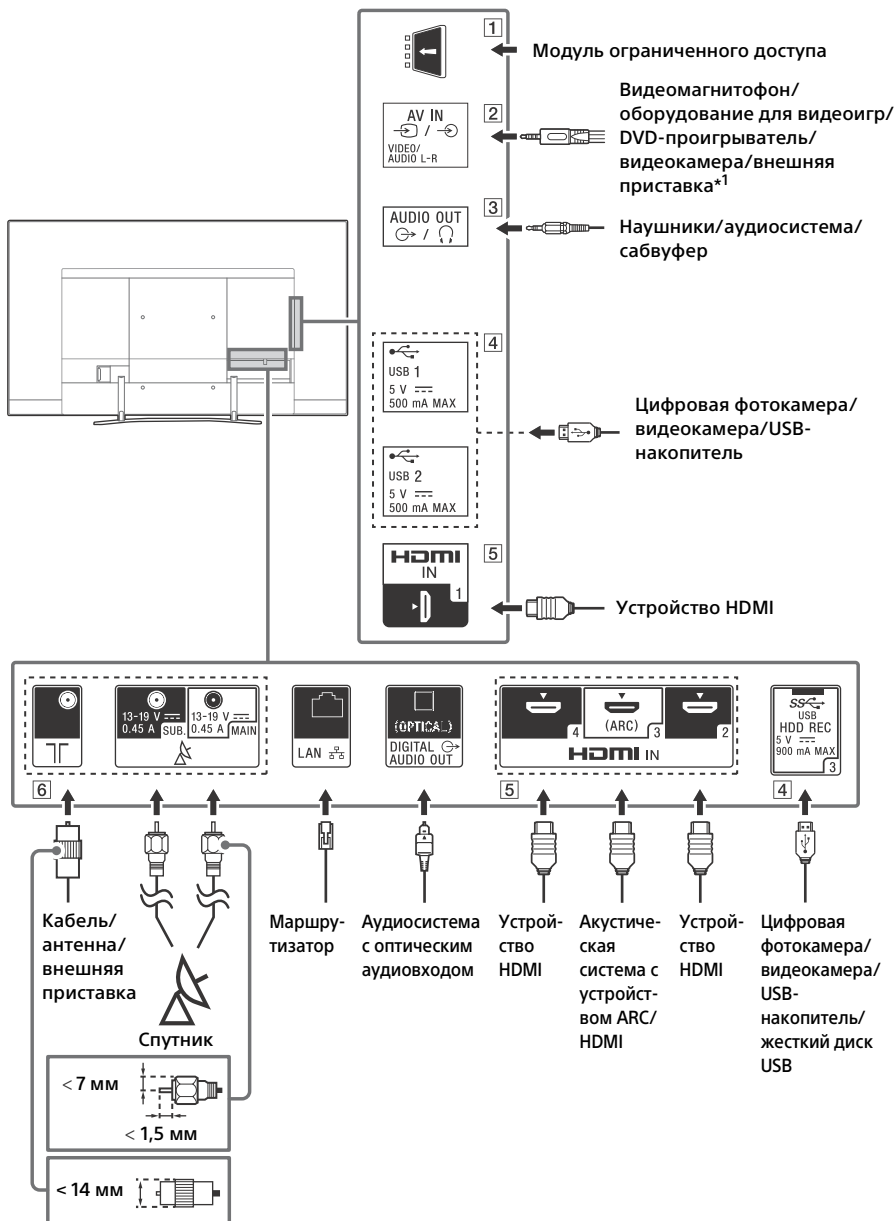 1
Модуль ограниченного доступа
AV IN
/
VIDEO/
AUDIO L-R
2
Видеомагнитофон/
оборудование для видеоигр/
DVD-проигрыватель/
видеокамера/внешняя
приставка*1
AUDIO OUT
/
3
Наушники/аудиосистема/
сабвуфер
4
USB 1
5 V
500 mA MAX
USB 2
5 V
500 mA MAX
Цифровая фотокамера/
видеокамера/USB-
накопитель
HDMI
IN
1
5
Устройство HDMI
13-19 V
0.45 A SUB.
13-19 V
0.45 A MAIN
LAN
(OPTICAL)
DIGITAL
AUDIO OUT
4
(ARC) 3
2
HDMI IN
SS
USB
HDD REC
5 V
900 mA MAX
3
6
5
4
Кабель/
антенна/
внешняя
приставка
Спутник
Маршру-
тизатор
Аудиосистема
с оптическим
аудиовходом
Устрой-
ство
HDMI
Акустиче-
ская
система с
устройст-
вом ARC/
HDMI
Устрой-
ство
HDMI
Цифровая
фотокамера/
видеокамера/
USB-
накопитель/
жесткий диск
USB
< 7 мм
< 1,5 мм
< 14 мм